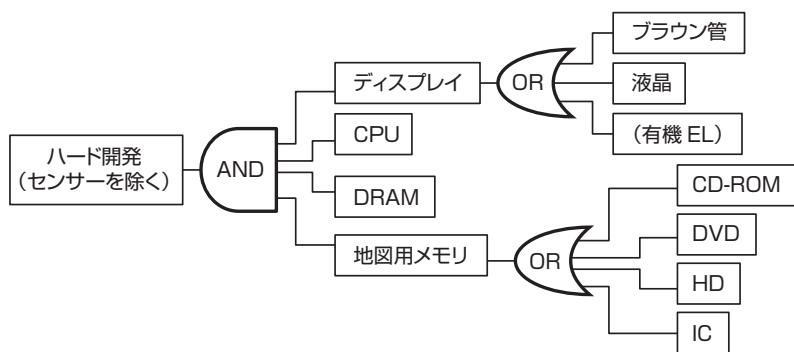 ハード開発
（センサーを除く）
AND
ディスプレイ
CPU
DRAM
地図用メモリ
OR
ブラウン管
液晶
（有機 EL）
OR
CD-ROM
DVD
HD
IC